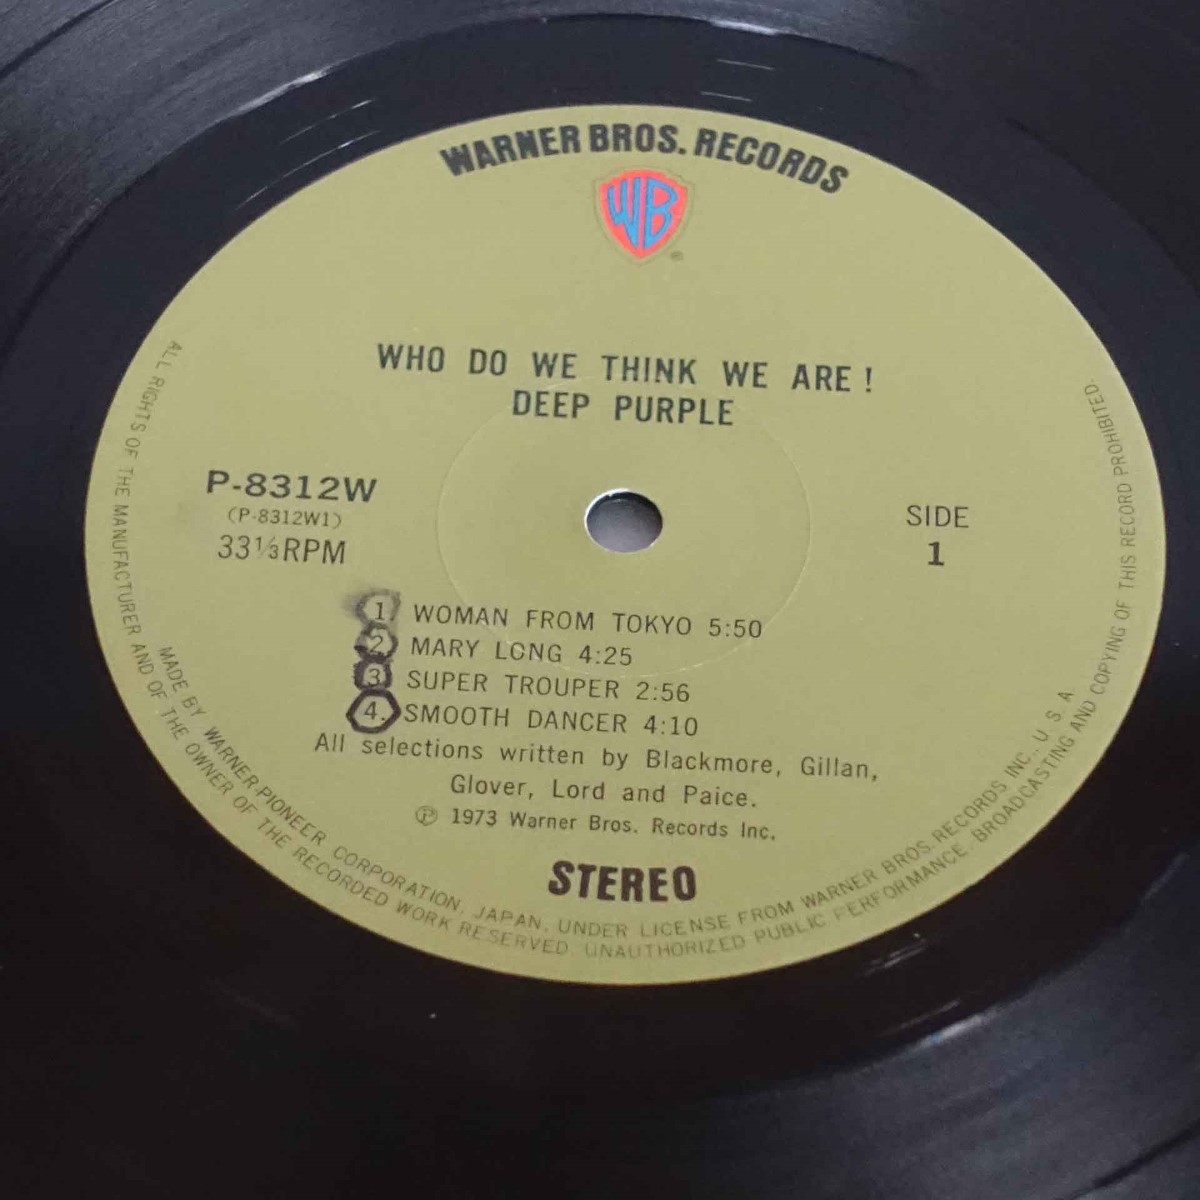 WARNER BROS. RECORDS
WB
®
WHO DO WE THINK WE ARE!
DEEP PURPLE
P-8312W
(P-8312W1)
33⅓ RPM
SIDE
1
1 WOMAN FROM TOKYO 5:50
2 MARY LONG 4:25
3 SUPER TROUPER 2:56
4. SMOOTH DANCER 4:10
All selections written by Blackmore, Gillan,
Glover, Lord and Paice.
℗ 1973 Warner Bros. Records Inc.
STEREO
MADE BY WARNER-PIONEER CORPORATION, JAPAN, UNDER LICENSE FROM WARNER BROS. RECORDS INC., U. S. A.
ALL RIGHTS OF THE MANUFACTURER AND OF THE OWNER OF THE RECORDED WORK RESERVED. UNAUTHORIZED PUBLIC PERFORMANCE, BROADCASTING AND COPYING OF THIS RECORD PROHIBITED.